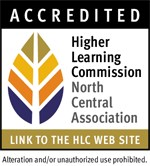 ACCREDITED
Higher
Learning
Commission
North
Central
Association
LINK TO THE HLC WEB SITE
Alteration and/or unauthorized use prohibited.